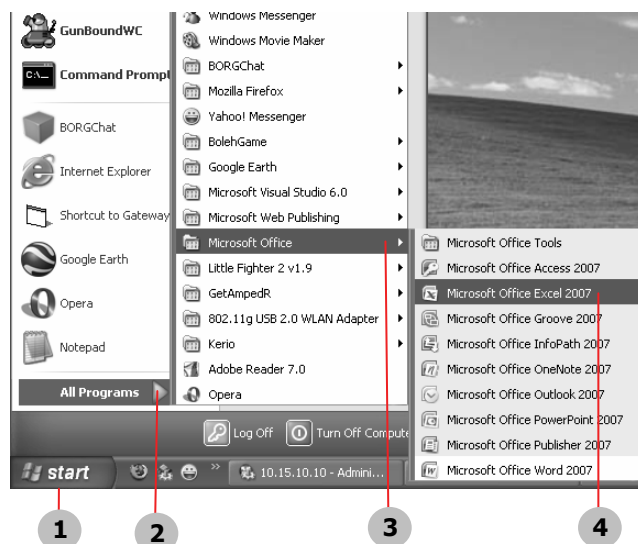 GunBoundWC
Command Prompt
BORGChat
Internet Explorer
Shortcut to Gateway
Google Earth
Opera
Notepad
All Programs
Windows Messenger
Windows Movie Maker
BORGChat
Mozilla Firefox
Yahoo! Messenger
BolehGame
Google Earth
Microsoft Visual Studio 6.0
Microsoft Web Publishing
Microsoft Office
Little Fighter 2 v1.9
GetAmpedR
802.11g USB 2.0 WLAN Adapter
Kerio
Adobe Reader 7.0
Opera
Microsoft Office Tools
Microsoft Office Access 2007
Microsoft Office Excel 2007
Microsoft Office Groove 2007
Microsoft Office InfoPath 2007
Microsoft Office OneNote 2007
Microsoft Office Outlook 2007
Microsoft Office PowerPoint 2007
Microsoft Office Publisher 2007
Microsoft Office Word 2007
Log Off Turn Off Compute
start » 10.15.10.10 - Admini...
1 2 3 4